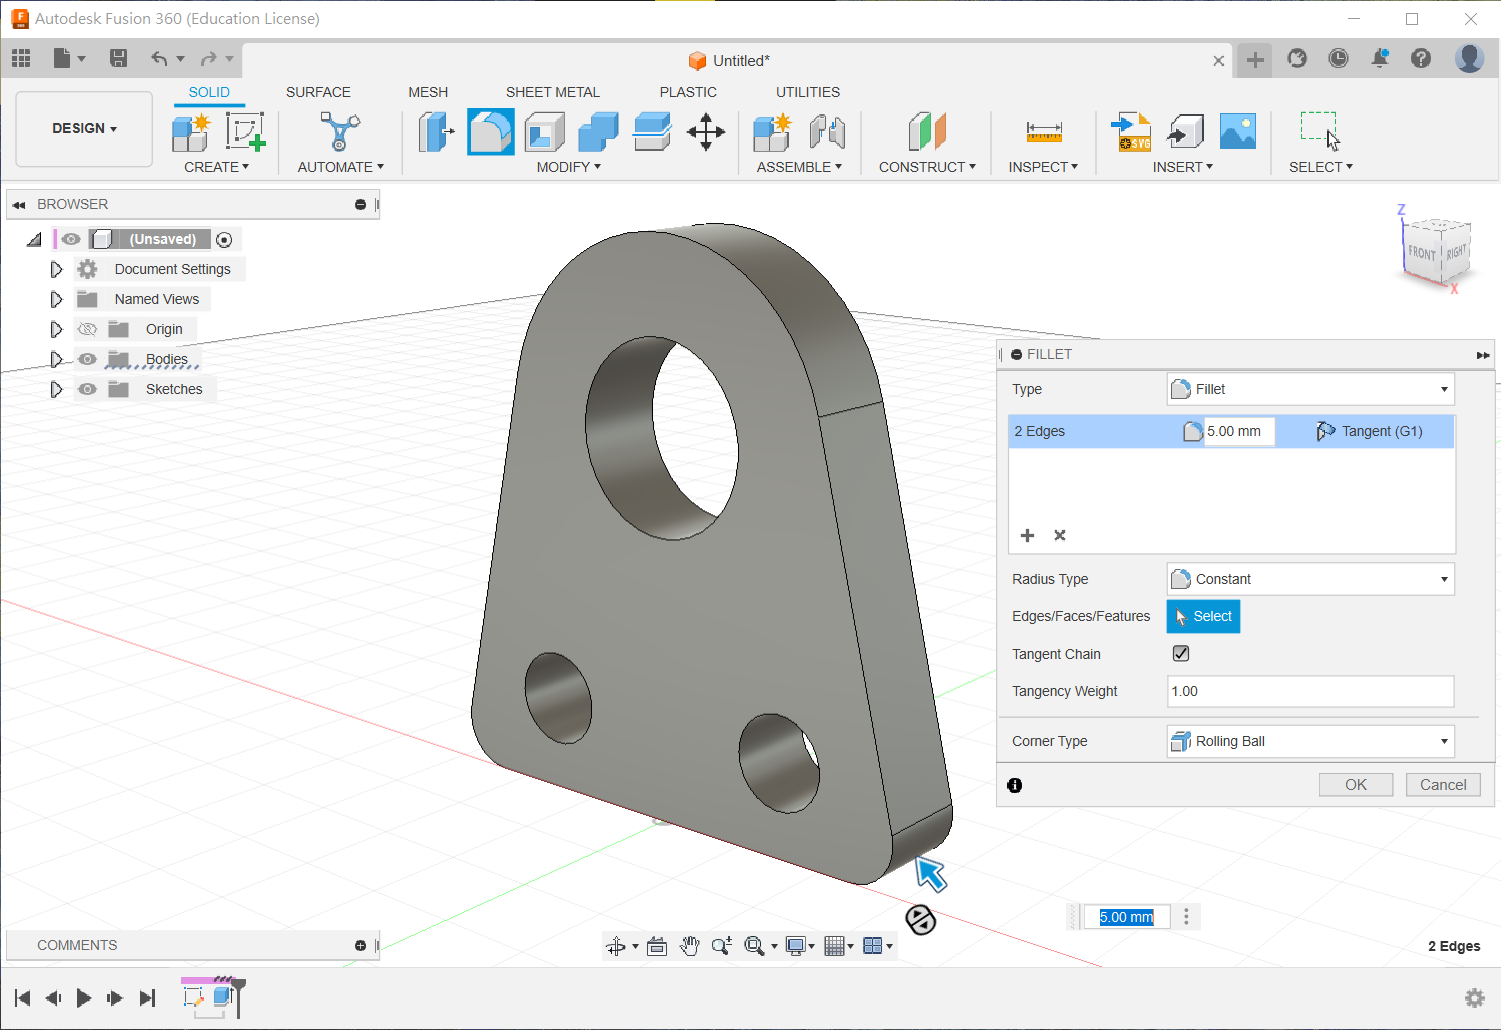 Autodesk Fusion 360 (Education License)
Untitled*
SOLID SURFACE MESH SHEET METAL PLASTIC UTILITIES
DESIGN
SVG
CREATE AUTOMATE MODIFY ASSEMBLE CONSTRUCT INSPECT INSERT SELECT
BROWSER
(Unsaved)
Document Settings
Named Views
Origin
Bodies
Sketches
Z
FRONT RIGHT
X
FILLET
Type Fillet
2 Edges 5.00 mm Tangent (G1)
Radius Type Constant
Edges/Faces/Features Select
Tangent Chain
Tangency Weight 1.00
Corner Type Rolling Ball
OK Cancel
5.00 mm
COMMENTS
2 Edges